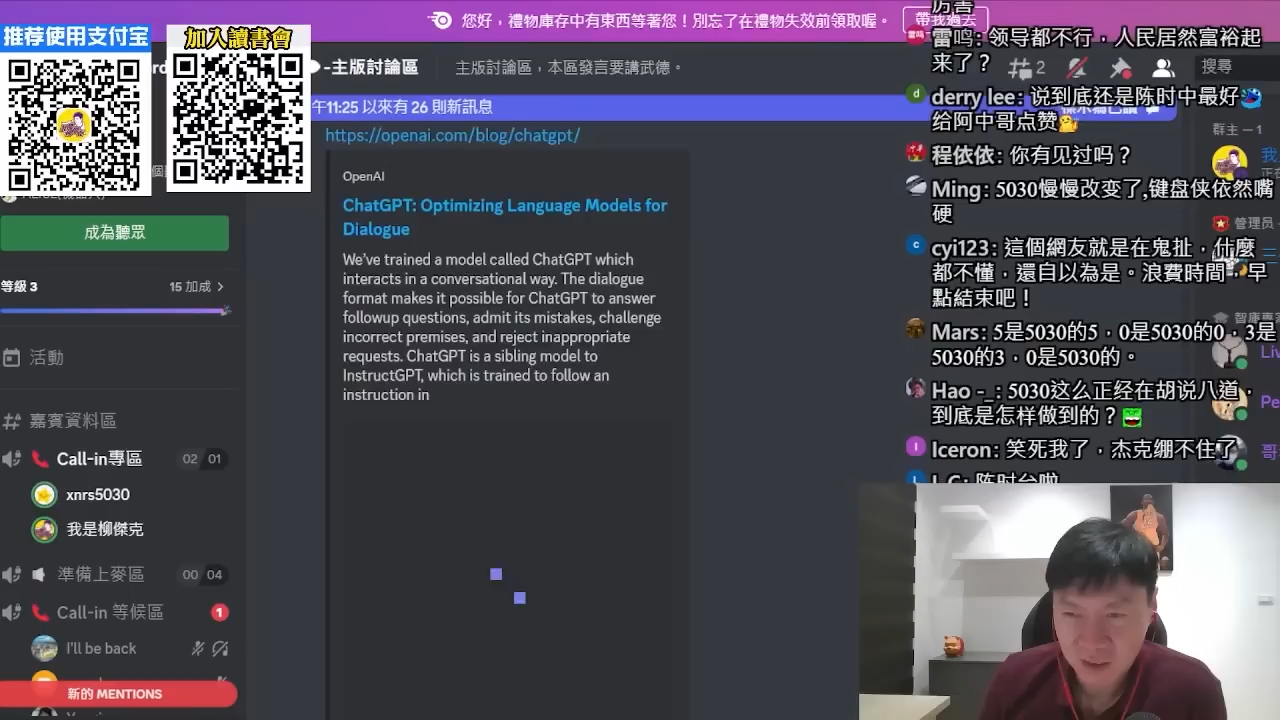 您好，禮物庫存中有東西等著您！別忘了在禮物失效前領取喔。
帶我過去
推荐使用支付宝
加入讀書會
-主版討論區
主版討論區，本區發言要講武德。
2
搜尋
午11:25 以來有 26 則新訊息
https://openai.com/blog/chatgpt/
OpenAI
ChatGPT: Optimizing Language Models for
Dialogue
We've trained a model called ChatGPT which
interacts in a conversational way. The dialogue
format makes it possible for ChatGPT to answer
followup questions, admit its mistakes, challenge
incorrect premises, and reject inappropriate
requests. ChatGPT is a sibling model to
InstructGPT, which is trained to follow an
instruction in
成為聽眾
等級 3
15 加成
活動
嘉賓資料區
Call-in專區
02 01
xnrs5030
我是柳傑克
準備上麥區
00 04
Call-in 等候區
1
I'll be back
新的 MENTIONS
雷鸣: 领导都不行，人民居然富裕起
来了？
derry lee: 说到底还是陈时中最好
给阿中哥点赞
程依依: 你有见过吗？
Ming: 5030慢慢改变了,键盘侠依然嘴
硬
cyi123: 這個網友就是在鬼扯，什麼
都不懂，還自以為是。浪費時間，早
點結束吧！
Mars: 5是5030的5，0是5030的0，3是
5030的3，0是5030的。
Hao -_: 5030这么正经在胡说八道，
到底是怎样做到的？
Iceron: 笑死我了，杰克绷不住了
群主 — 1
管理員